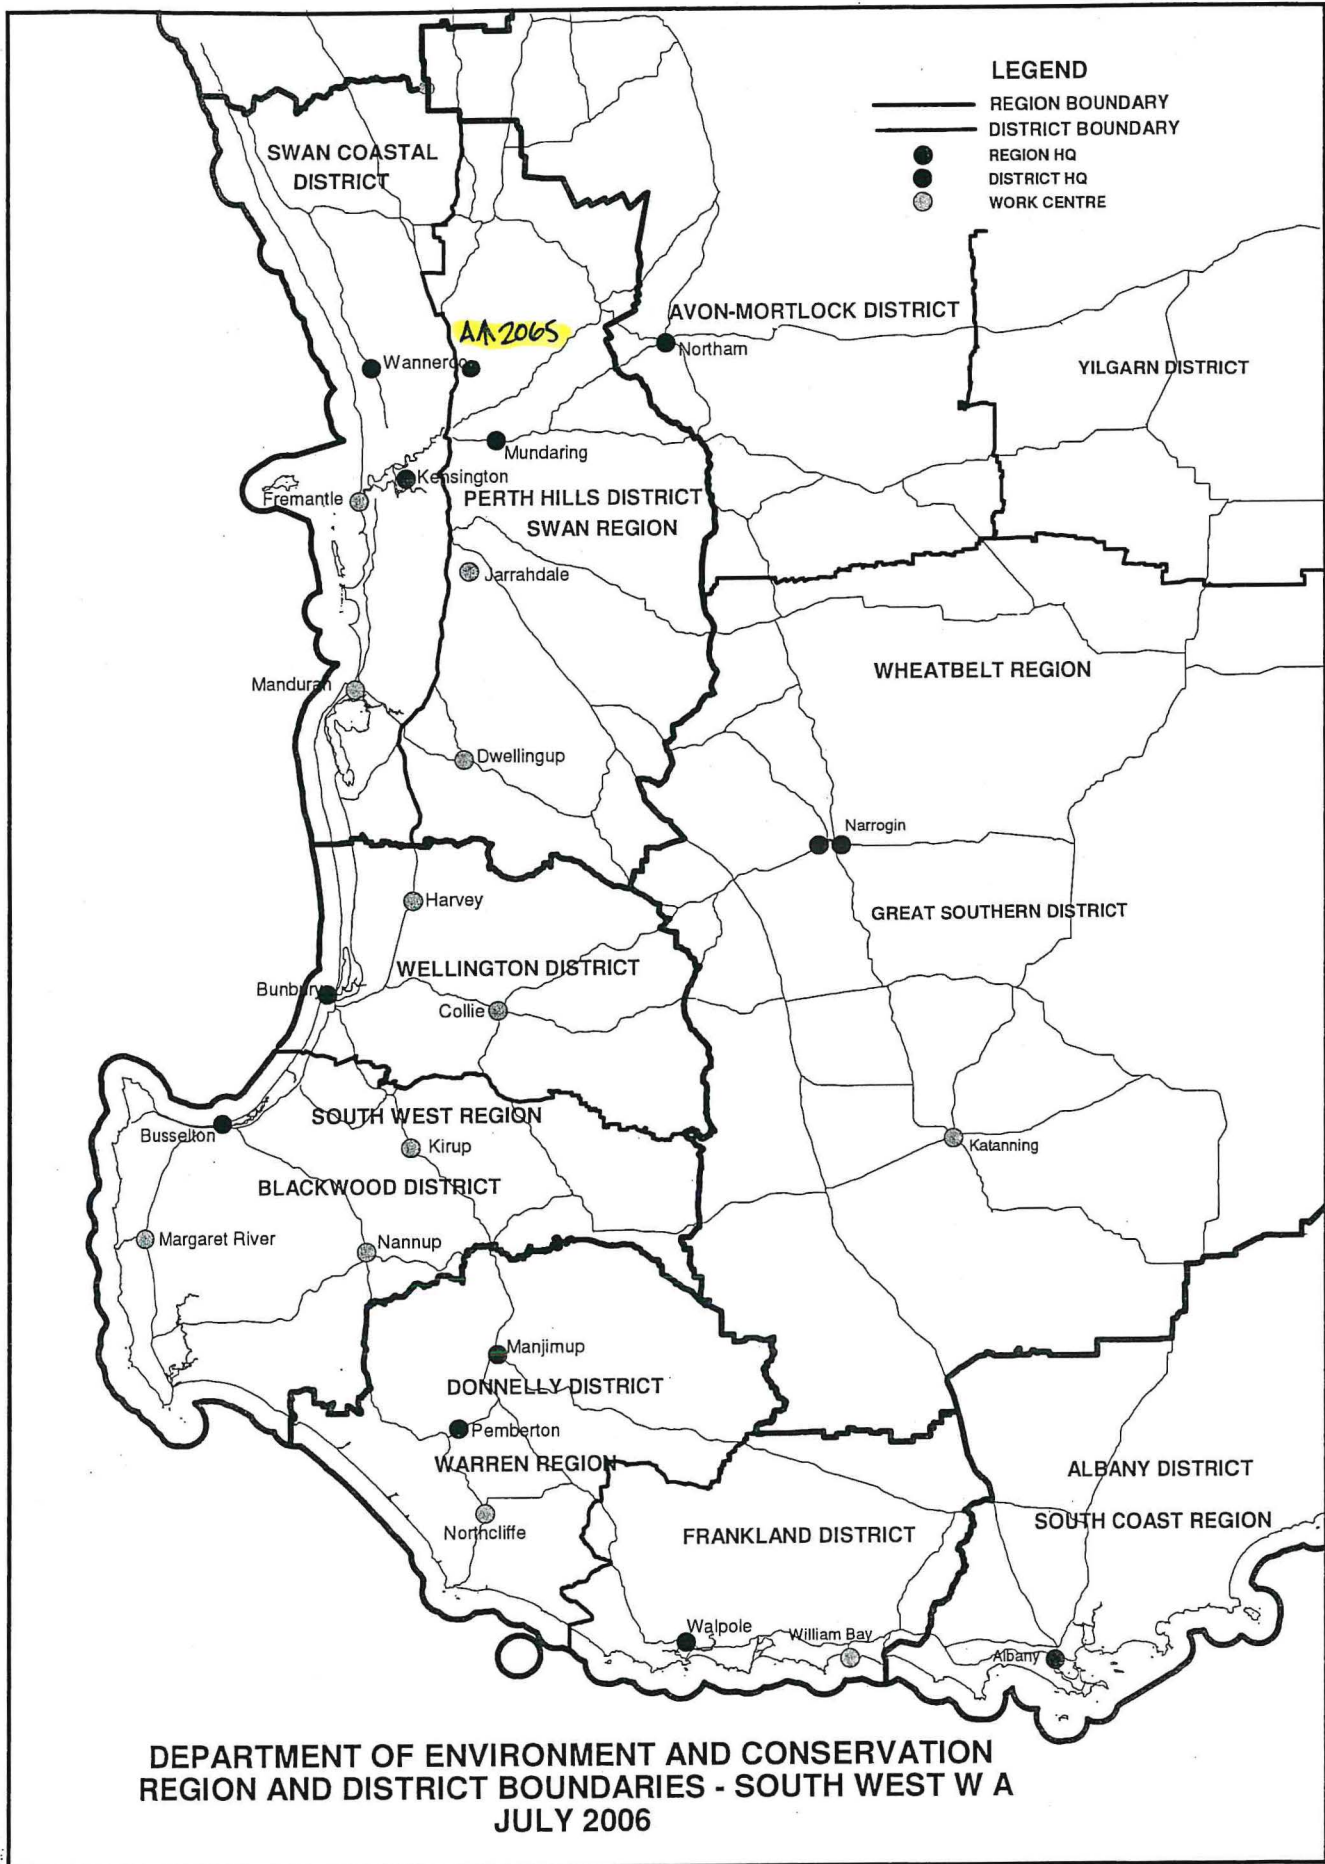 LEGEND
REGION BOUNDARY
DISTRICT BOUNDARY
REGION HQ
DISTRICT HQ
WORK CENTRE
SWAN COASTAL
DISTRICT
AVON-MORTLOCK DISTRICT
Northam
YILGARN DISTRICT
Wanneroo
Mundaring
Kensington
Fremantle
PERTH HILLS DISTRICT
SWAN REGION
Jarrahdale
WHEATBELT REGION
Mandurah
Dwellingup
Narrogin
Harvey
GREAT SOUTHERN DISTRICT
WELLINGTON DISTRICT
Bunbury
Collie
SOUTH WEST REGION
Busselton
Kirup
Katanning
BLACKWOOD DISTRICT
Margaret River
Nannup
Manjimup
DONNELLY DISTRICT
Pemberton
WARREN REGION
ALBANY DISTRICT
Northcliffe
FRANKLAND DISTRICT
SOUTH COAST REGION
Walpole
William Bay
Albany
DEPARTMENT OF ENVIRONMENT AND CONSERVATION
REGION AND DISTRICT BOUNDARIES - SOUTH WEST W A
JULY 2006